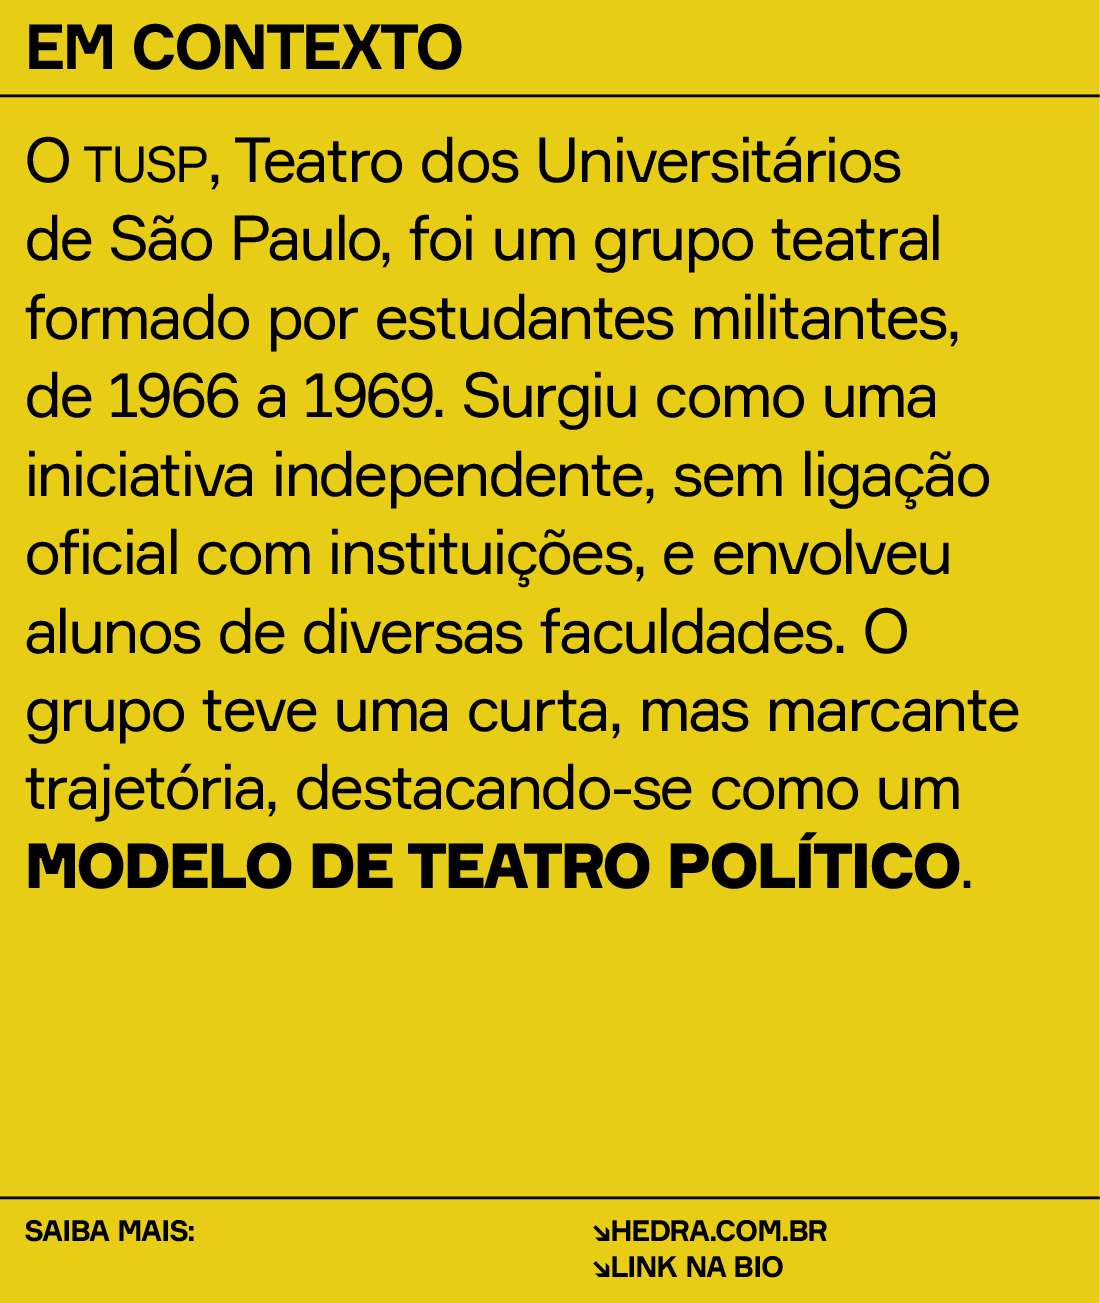 EM CONTEXTO
O TUSP, Teatro dos Universitários
de São Paulo, foi um grupo teatral
formado por estudantes militantes,
de 1966 a 1969. Surgiu como uma
iniciativa independente, sem ligação
oficial com instituições, e envolveu
alunos de diversas faculdades. O
grupo teve uma curta, mas marcante
trajetória, destacando-se como um
MODELO DE TEATRO POLÍTICO.
SAIBA MAIS:
↘HEDRA.COM.BR
↘LINK NA BIO